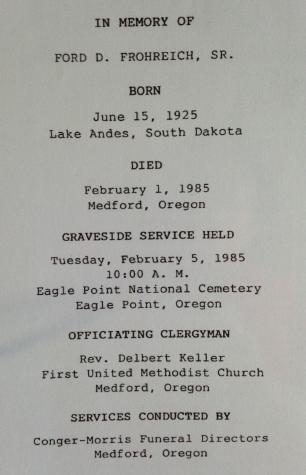 IN MEMORY OF
FORD D. FROHREICH, SR.
BORN
June 15, 1925
Lake Andes, South Dakota
DIED
February 1, 1985
Medford, Oregon
GRAVESIDE SERVICE HELD
Tuesday, February 5, 1985
10:00 A. M.
Eagle Point National Cemetery
Eagle Point, Oregon
OFFICIATING CLERGYMAN
Rev. Delbert Keller
First United Methodist Church
Medford, Oregon
SERVICES CONDUCTED BY
Conger-Morris Funeral Directors
Medford, Oregon